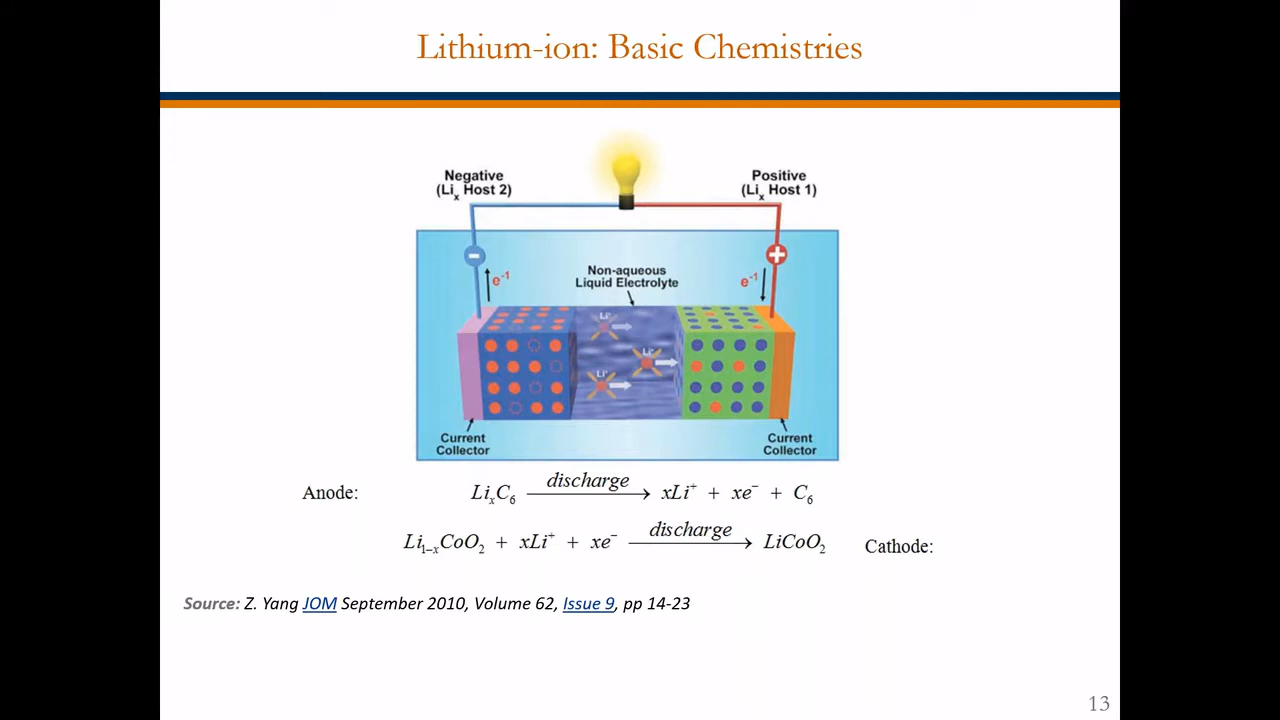 Lithium-ion: Basic Chemistries
Negative
(Liₓ Host 2)
Positive
(Liₓ Host 1)
-
+
e⁻¹
Non-aqueous
Liquid Electrolyte
e⁻¹
Li⁺
Li⁺
Li⁺
Current
Collector
Current
Collector
Anode: LiₓC₆ discharge → xLi⁺ + xe⁻ + C₆
Li₁₋ₓCoO₂ + xLi⁺ + xe⁻ discharge → LiCoO₂ Cathode:
Source: Z. Yang JOM September 2010, Volume 62, Issue 9, pp 14-23
13